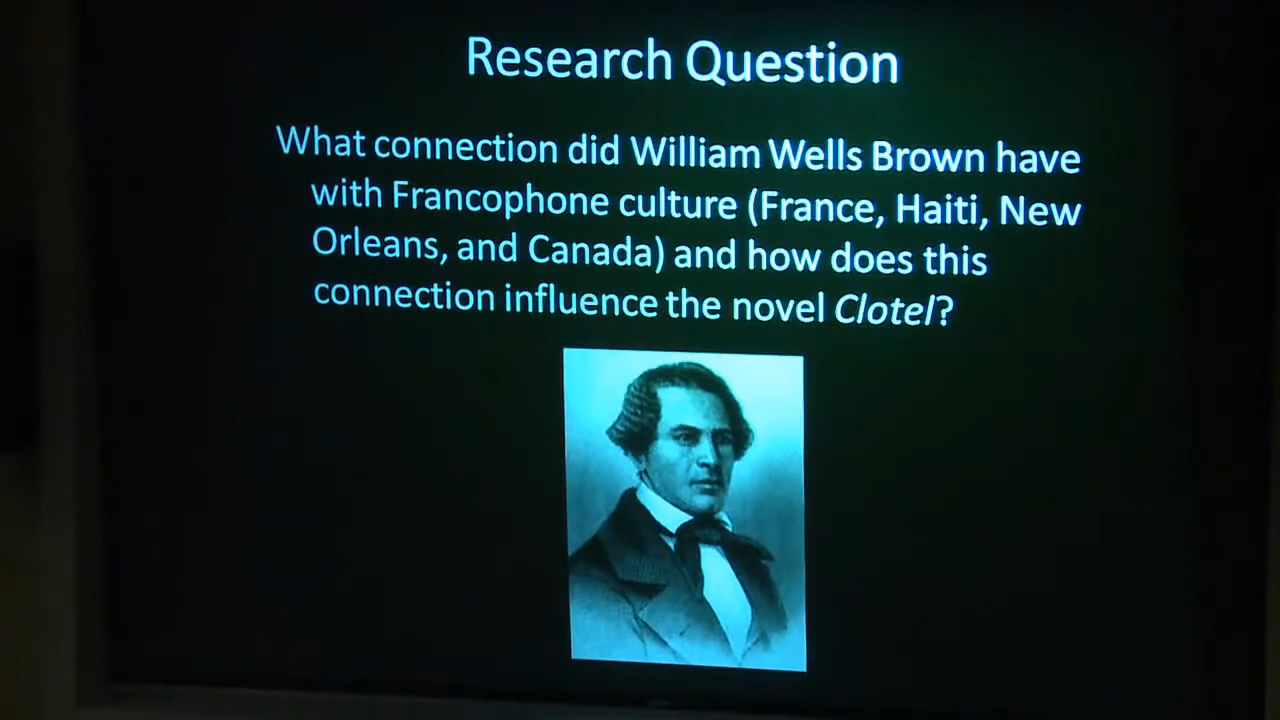 Research Question
What connection did William Wells Brown have
with Francophone culture (France, Haiti, New
Orleans, and Canada) and how does this
connection influence the novel Clotel?